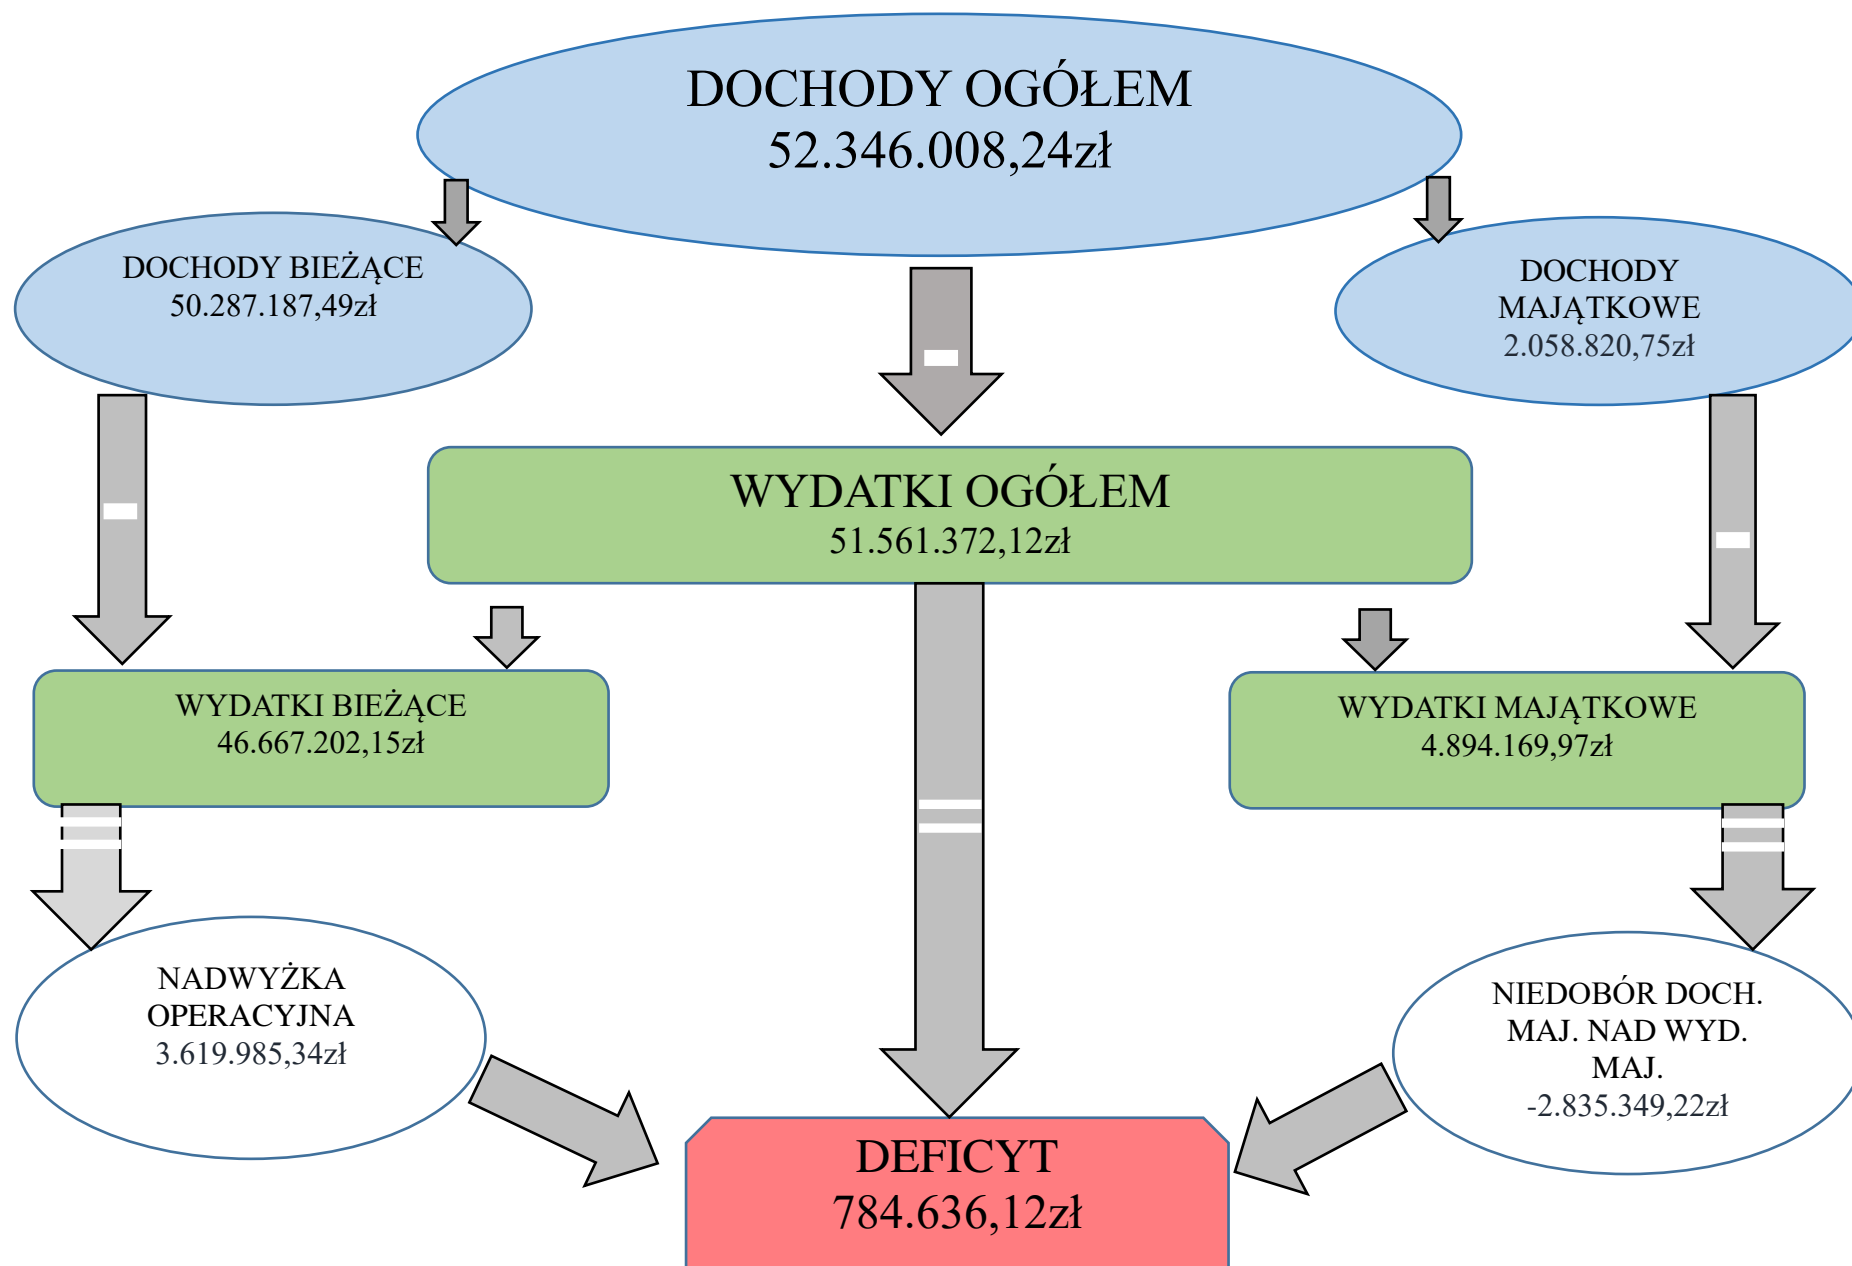 DOCHODY OGÓŁEM
52.346.008,24zł
DOCHODY BIEŻĄCE
50.287.187,49zł
DOCHODY
MAJĄTKOWE
2.058.820,75zł
WYDATKI OGÓŁEM
51.561.372,12zł
WYDATKI BIEŻĄCE
46.667.202,15zł
WYDATKI MAJĄTKOWE
4.894.169,97zł
NADWYŻKA
OPERACYJNA
3.619.985,34zł
NIEDOBÓR DOCH.
MAJ. NAD WYD.
MAJ.
-2.835.349,22zł
DEFICYT
784.636,12zł